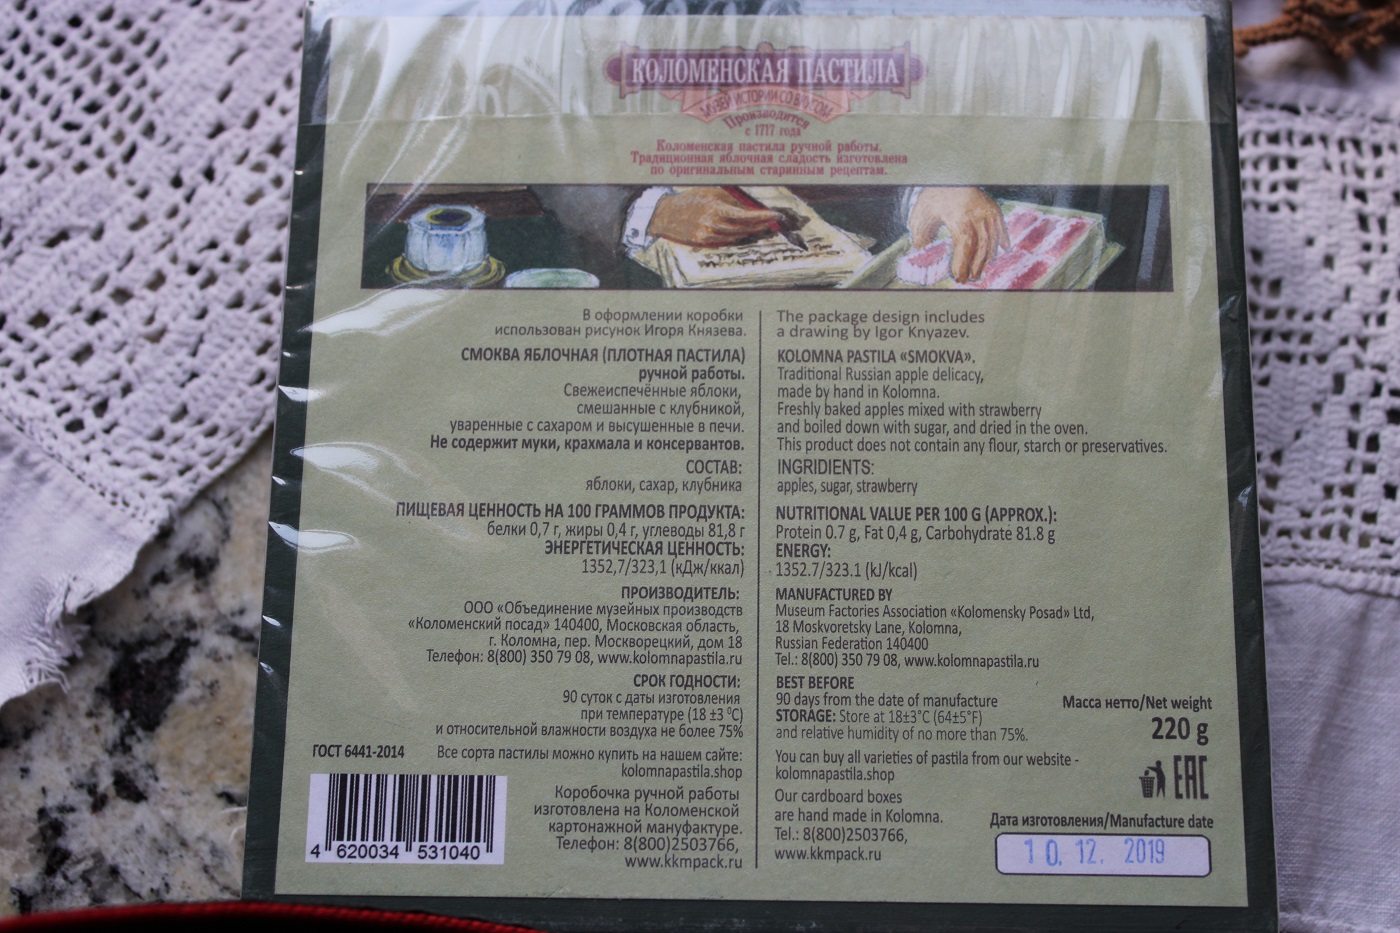 КОЛОМЕНСКАЯ ПАСТИЛА
МУЗЕЙ ИСТОРИИ СО ВКУСОМ
Производится
с 1717 года
Коломенская пастила ручной работы.
Традиционная яблочная сладость изготовлена
по оригинальным старинным рецептам.
В оформлении коробки
использован рисунок Игоря Князева.
СМОКВА ЯБЛОЧНАЯ (ПЛОТНАЯ ПАСТИЛА)
ручной работы.
Свежеиспечённые яблоки,
смешанные с клубникой,
уваренные с сахаром и высушенные в печи.
Не содержит муки, крахмала и консервантов.
СОСТАВ:
яблоки, сахар, клубника
ПИЩЕВАЯ ЦЕННОСТЬ НА 100 ГРАММОВ ПРОДУКТА:
белки 0,7 г, жиры 0,4 г, углеводы 81,8 г
ЭНЕРГЕТИЧЕСКАЯ ЦЕННОСТЬ:
1352,7/323,1 (кДж/ккал)
ПРОИЗВОДИТЕЛЬ:
ООО «Объединение музейных производств
«Коломенский посад» 140400, Московская область,
г. Коломна, пер. Москворецкий, дом 18
Телефон: 8(800) 350 79 08, www.kolomnapastila.ru
СРОК ГОДНОСТИ:
90 суток с даты изготовления
при температуре (18 ±3 ⁰С)
и относительной влажности воздуха не более 75%
ГОСТ 6441-2014
Все сорта пастилы можно купить на нашем сайте:
kolomnapastila.shop
Коробочка ручной работы
изготовлена на Коломенской
картонажной мануфактуре.
Телефон: 8(800)2503766,
www.kkmpack.ru
4 620034 531040
The package design includes
a drawing by Igor Knyazev.
KOLOMNA PASTILA «SMOKVA».
Traditional Russian apple delicacy,
made by hand in Kolomna.
Freshly baked apples mixed with strawberry
and boiled down with sugar, and dried in the oven.
This product does not contain any flour, starch or preservatives.
INGRIDIENTS:
apples, sugar, strawberry
NUTRITIONAL VALUE PER 100 G (APPROX.):
Protein 0.7 g, Fat 0,4 g, Carbohydrate 81.8 g
ENERGY:
1352.7/323.1 (kJ/kcal)
MANUFACTURED BY
Museum Factories Association «Kolomensky Posad» Ltd,
18 Moskvoretsky Lane, Kolomna,
Russian Federation 140400
Tel.: 8(800) 350 79 08, www.kolomnapastila.ru
BEST BEFORE
90 days from the date of manufacture
STORAGE: Store at 18±3°C (64±5°F)
and relative humidity of no more than 75%.
You can buy all varieties of pastila from our website -
kolomnapastila.shop
Our cardboard boxes
are hand made in Kolomna.
Tel.: 8(800)2503766,
www.kkmpack.ru
Масса нетто/Net weight
220 g
EAC
Дата изготовления/Manufacture date
10. 12. 2019